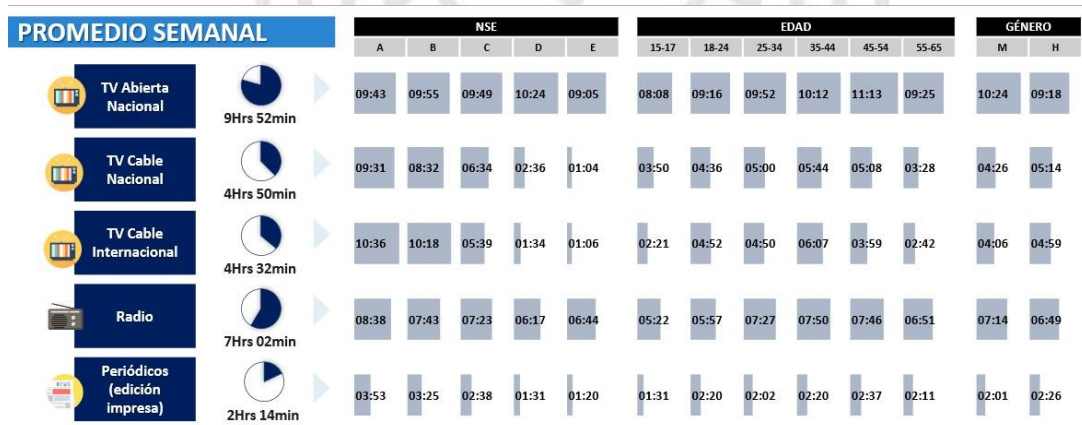 PROMEDIO SEMANAL
NSE EDAD GÉNERO
A B C D E 15-17 18-24 25-34 35-44 45-54 55-65 M H
TV Abierta
Nacional
9Hrs 52min
09:43 09:55 09:49 10:24 09:05 08:08 09:16 09:52 10:12 11:13 09:25 10:24 09:18
TV Cable
Nacional
4Hrs 50min
09:31 08:32 06:34 02:36 01:04 03:50 04:36 05:00 05:44 05:08 03:28 04:26 05:14
TV Cable
Internacional
4Hrs 32min
10:36 10:18 05:39 01:34 01:06 02:21 04:52 04:50 06:07 03:59 02:42 04:06 04:59
Radio
7Hrs 02min
08:38 07:43 07:23 06:17 06:44 05:22 05:57 07:27 07:50 07:46 06:51 07:14 06:49
NEWS
Periódicos
(edición
impresa)
2Hrs 14min
03:53 03:25 02:38 01:31 01:20 01:31 02:20 02:02 02:20 02:37 02:11 02:01 02:26